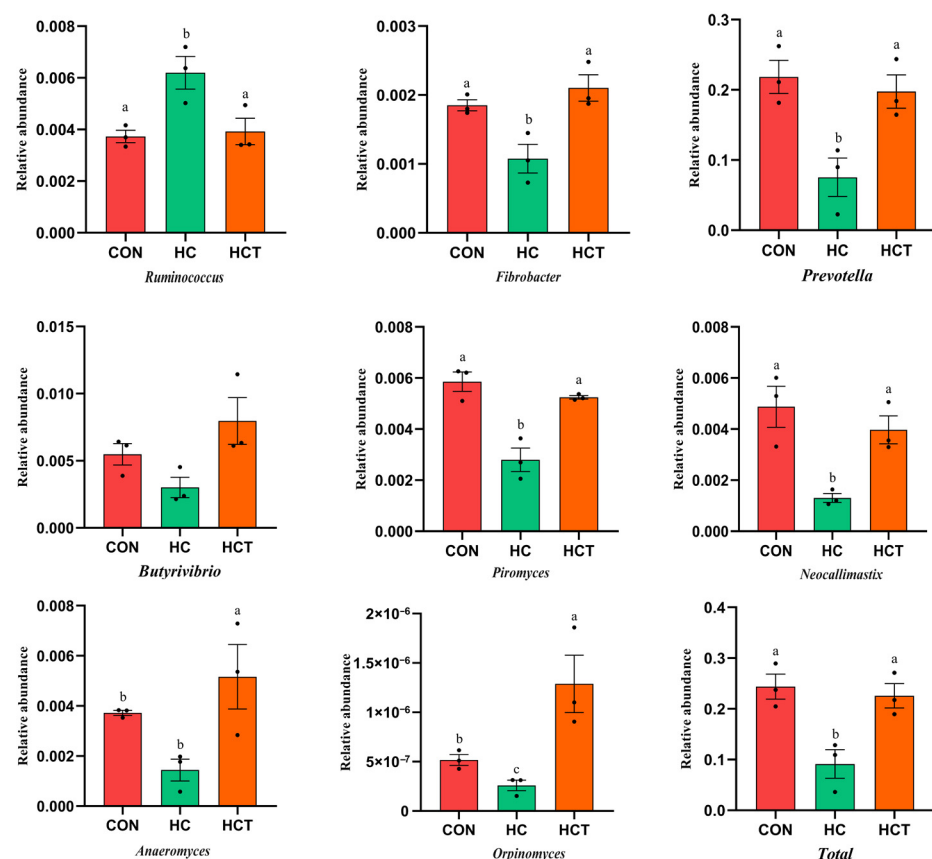 Relative abundance
0.008
0.006
0.004
0.002
0.000
a
b
a
CON HC HCT
Ruminococcus
Relative abundance
0.003
0.002
0.001
0.000
a
b
a
CON HC HCT
Fibrobacter
Relative abundance
0.3
0.2
0.1
0.0
a
b
a
CON HC HCT
Prevotella
Relative abundance
0.015
0.010
0.005
0.000
CON HC HCT
Butyrivibrio
Relative abundance
0.008
0.006
0.004
0.002
0.000
a
b
a
CON HC HCT
Piromyces
Relative abundance
0.008
0.006
0.004
0.002
0.000
a
b
a
CON HC HCT
Neocallimastix
Relative abundance
0.008
0.006
0.004
0.002
0.000
b
b
a
CON HC HCT
Anaeromyces
Relative abundance
2×10⁻⁶
1.5×10⁻⁶
1×10⁻⁶
5×10⁻⁷
0
b
c
a
CON HC HCT
Orpinomyces
Relative abundance
0.4
0.3
0.2
0.1
0.0
a
b
a
CON HC HCT
Total